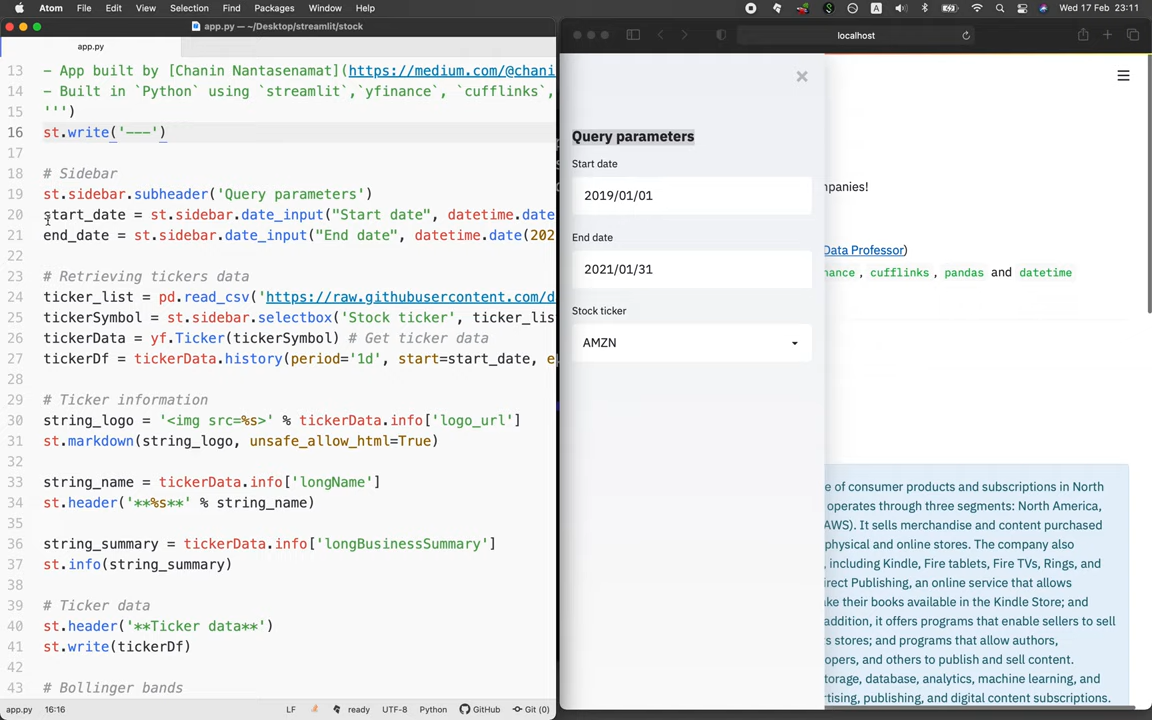 Atom File Edit View Selection Find Packages Window Help
Wed 17 Feb 23:11
app.py — ~/Desktop/streamlit/stock
app.py
13 - App built by [Chanin Nantasenamat](https://medium.com/@chani
14 - Built in `Python` using `streamlit`,`yfinance`, `cufflinks`,
15 ''')
16 st.write('---')
17
18 # Sidebar
19 st.sidebar.subheader('Query parameters')
20 start_date = st.sidebar.date_input("Start date", datetime.date
21 end_date = st.sidebar.date_input("End date", datetime.date(202
22
23 # Retrieving tickers data
24 ticker_list = pd.read_csv('https://raw.githubusercontent.com/d
25 tickerSymbol = st.sidebar.selectbox('Stock ticker', ticker_lis
26 tickerData = yf.Ticker(tickerSymbol) # Get ticker data
27 tickerDf = tickerData.history(period='1d', start=start_date, e
28
29 # Ticker information
30 string_logo = '<img src=%s>' % tickerData.info['logo_url']
31 st.markdown(string_logo, unsafe_allow_html=True)
32
33 string_name = tickerData.info['longName']
34 st.header('**%s**' % string_name)
35
36 string_summary = tickerData.info['longBusinessSummary']
37 st.info(string_summary)
38
39 # Ticker data
40 st.header('**Ticker data**')
41 st.write(tickerDf)
42
43 # Bollinger bands
app.py 16:16 LF ready UTF-8 Python GitHub Git (0)
localhost
Query parameters
Start date
2019/01/01
End date
2021/01/31
Stock ticker
AMZN
mpanies!
Data Professor)
nance, cufflinks, pandas and datetime
e of consumer products and subscriptions in North
operates through three segments: North America,
AWS). It sells merchandise and content purchased
physical and online stores. The company also
, including Kindle, Fire tablets, Fire TVs, Rings, and
irect Publishing, an online service that allows
ke their books available in the Kindle Store; and
addition, it offers programs that enable sellers to sell
s stores; and programs that allow authors,
opers, and others to publish and sell content.
torage, database, analytics, machine learning, and
rtising, publishing, and digital content subscriptions.